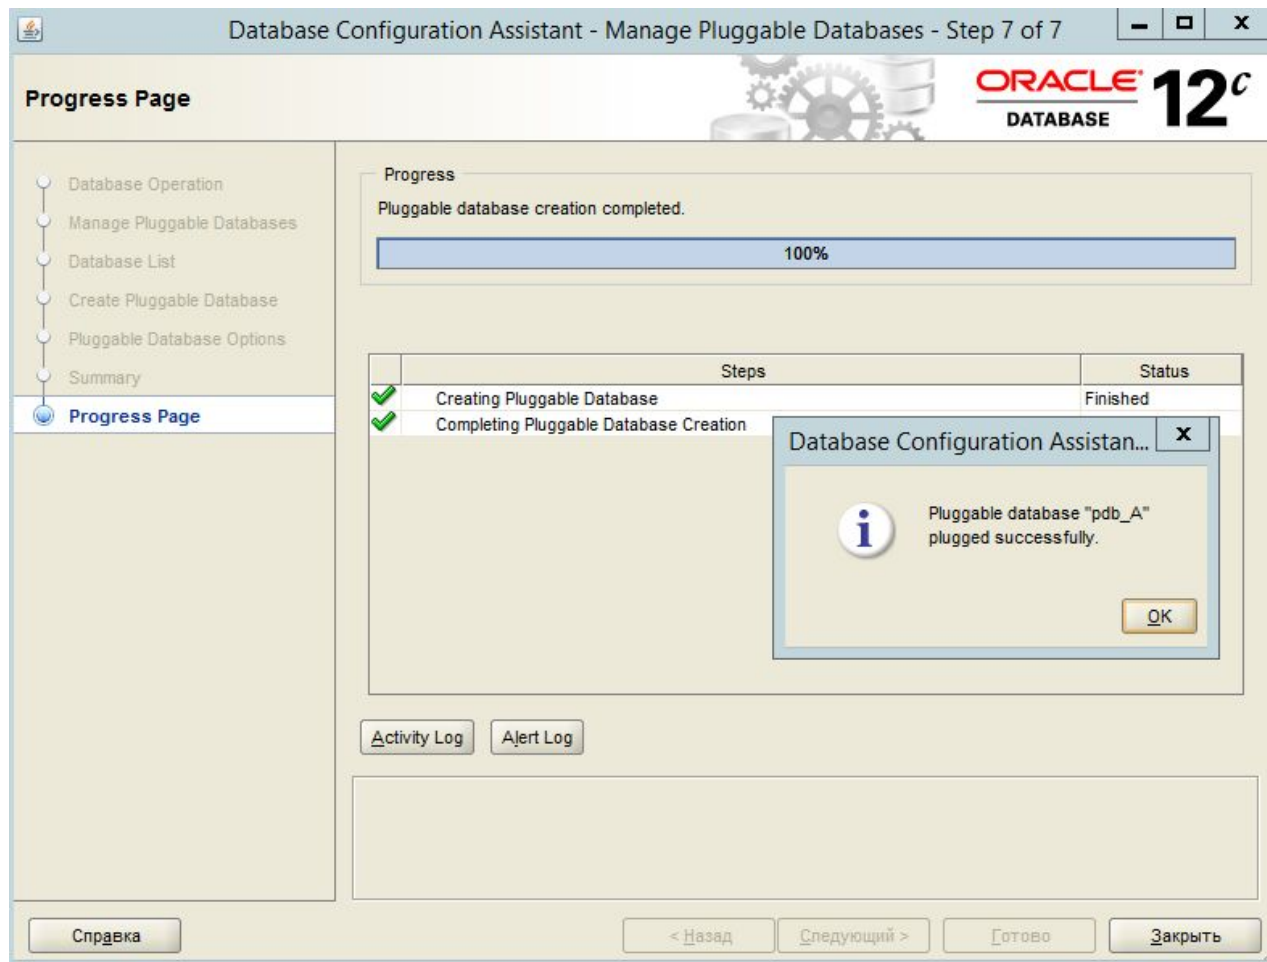 Database Configuration Assistant - Manage Pluggable Databases - Step 7 of 7
Progress Page
ORACLE
DATABASE
12c
Database Operation
Manage Pluggable Databases
Database List
Create Pluggable Database
Pluggable Database Options
Summary
Progress Page
Progress
Pluggable database creation completed.
100%
Steps Status
Creating Pluggable Database Finished
Completing Pluggable Database Creation
Database Configuration Assistan...
Pluggable database "pdb_A"
plugged successfully.
OK
Activity Log Alert Log
Справка < Назад Следующий > Готово Закрыть